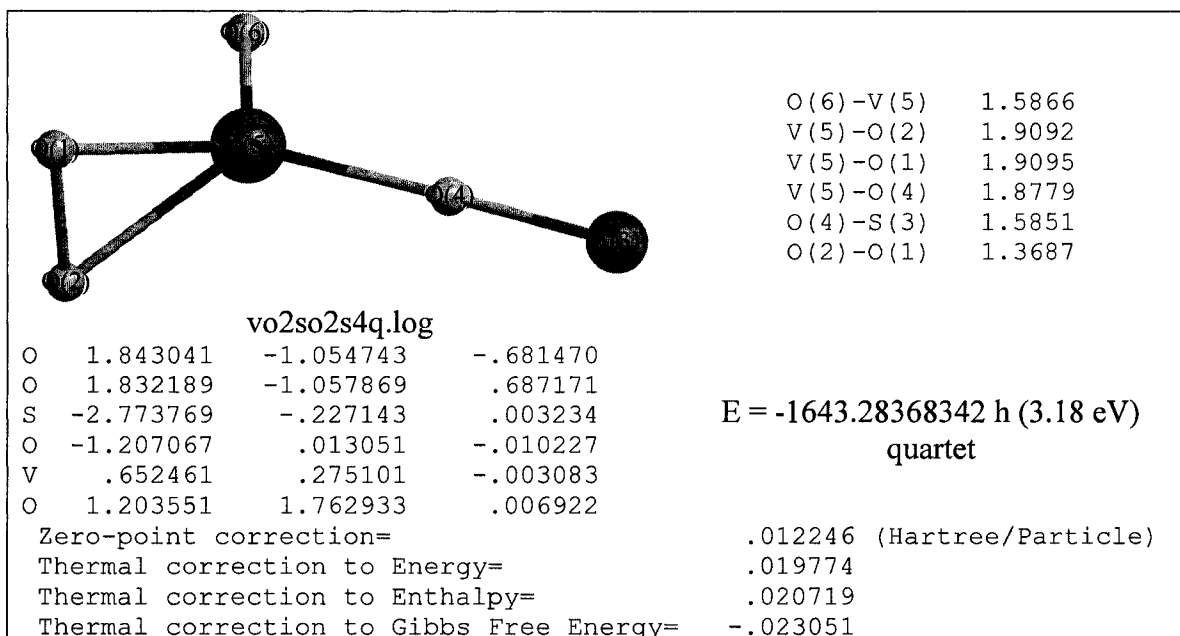 O(6)-V(5) 1.5866
V(5)-O(2) 1.9092
V(5)-O(1) 1.9095
V(5)-O(4) 1.8779
O(4)-S(3) 1.5851
O(2)-O(1) 1.3687
O(4)
vo2so2s4q.log
O 1.843041 -1.054743 -.681470
O 1.832189 -1.057869 .687171
S -2.773769 -.227143 .003234
O -1.207067 .013051 -.010227
V .652461 .275101 -.003083
O 1.203551 1.762933 .006922
E = -1643.28368342 h (3.18 eV)
quartet
Zero-point correction= .012246 (Hartree/Particle)
Thermal correction to Energy= .019774
Thermal correction to Enthalpy= .020719
Thermal correction to Gibbs Free Energy= -.023051